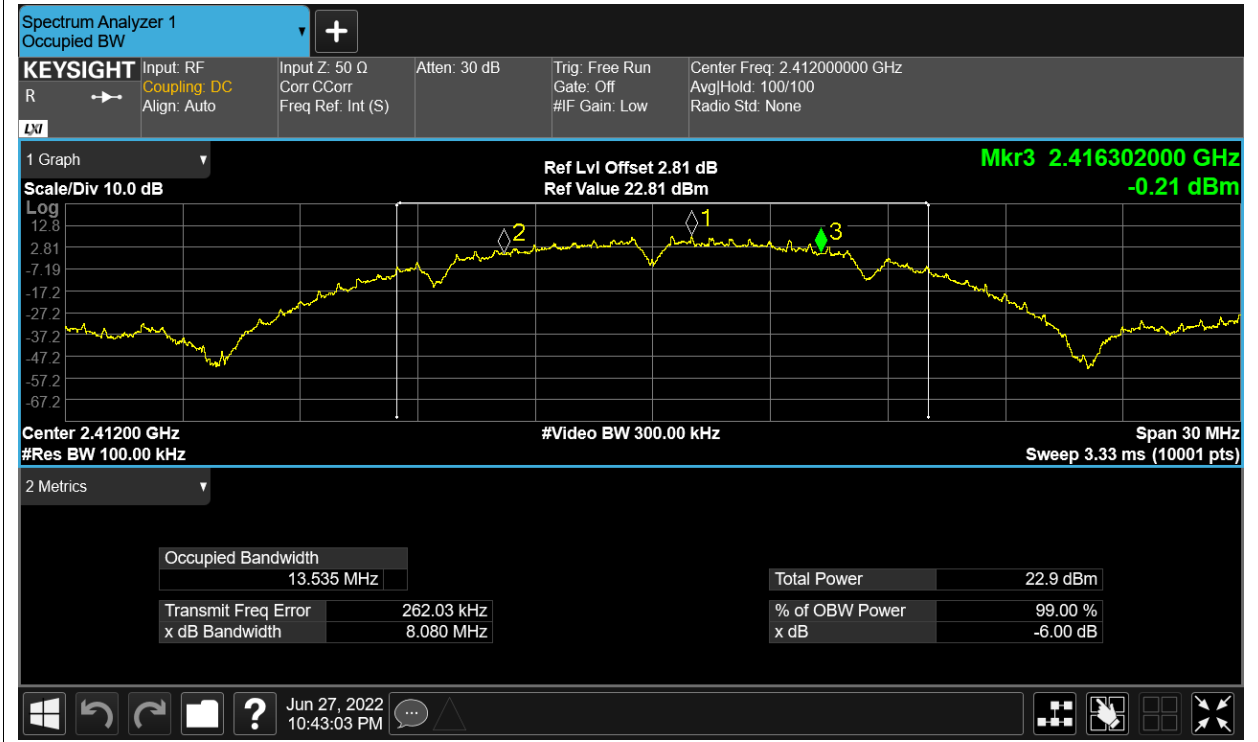 Spectrum Analyzer 1
Occupied BW
KEYSIGHT
R
LXI
Input: RF
Coupling: DC
Align: Auto
Input Z: 50 Ω
Corr CCorr
Freq Ref: Int (S)
Atten: 30 dB
Trig: Free Run
Gate: Off
#IF Gain: Low
Center Freq: 2.412000000 GHz
Avg|Hold: 100/100
Radio Std: None
1 Graph
Scale/Div 10.0 dB
Ref Lvl Offset 2.81 dB
Ref Value 22.81 dBm
Mkr3 2.416302000 GHz
-0.21 dBm
Log
12.8
2.81
-7.19
-17.2
-27.2
-37.2
-47.2
-57.2
-67.2
2
1
3
Center 2.41200 GHz
#Video BW 300.00 kHz
Span 30 MHz
#Res BW 100.00 kHz
Sweep 3.33 ms (10001 pts)
2 Metrics
Occupied Bandwidth
13.535 MHz
Total Power 22.9 dBm
Transmit Freq Error 262.03 kHz
% of OBW Power 99.00 %
x dB Bandwidth 8.080 MHz
x dB -6.00 dB
?
Jun 27, 2022
10:43:03 PM